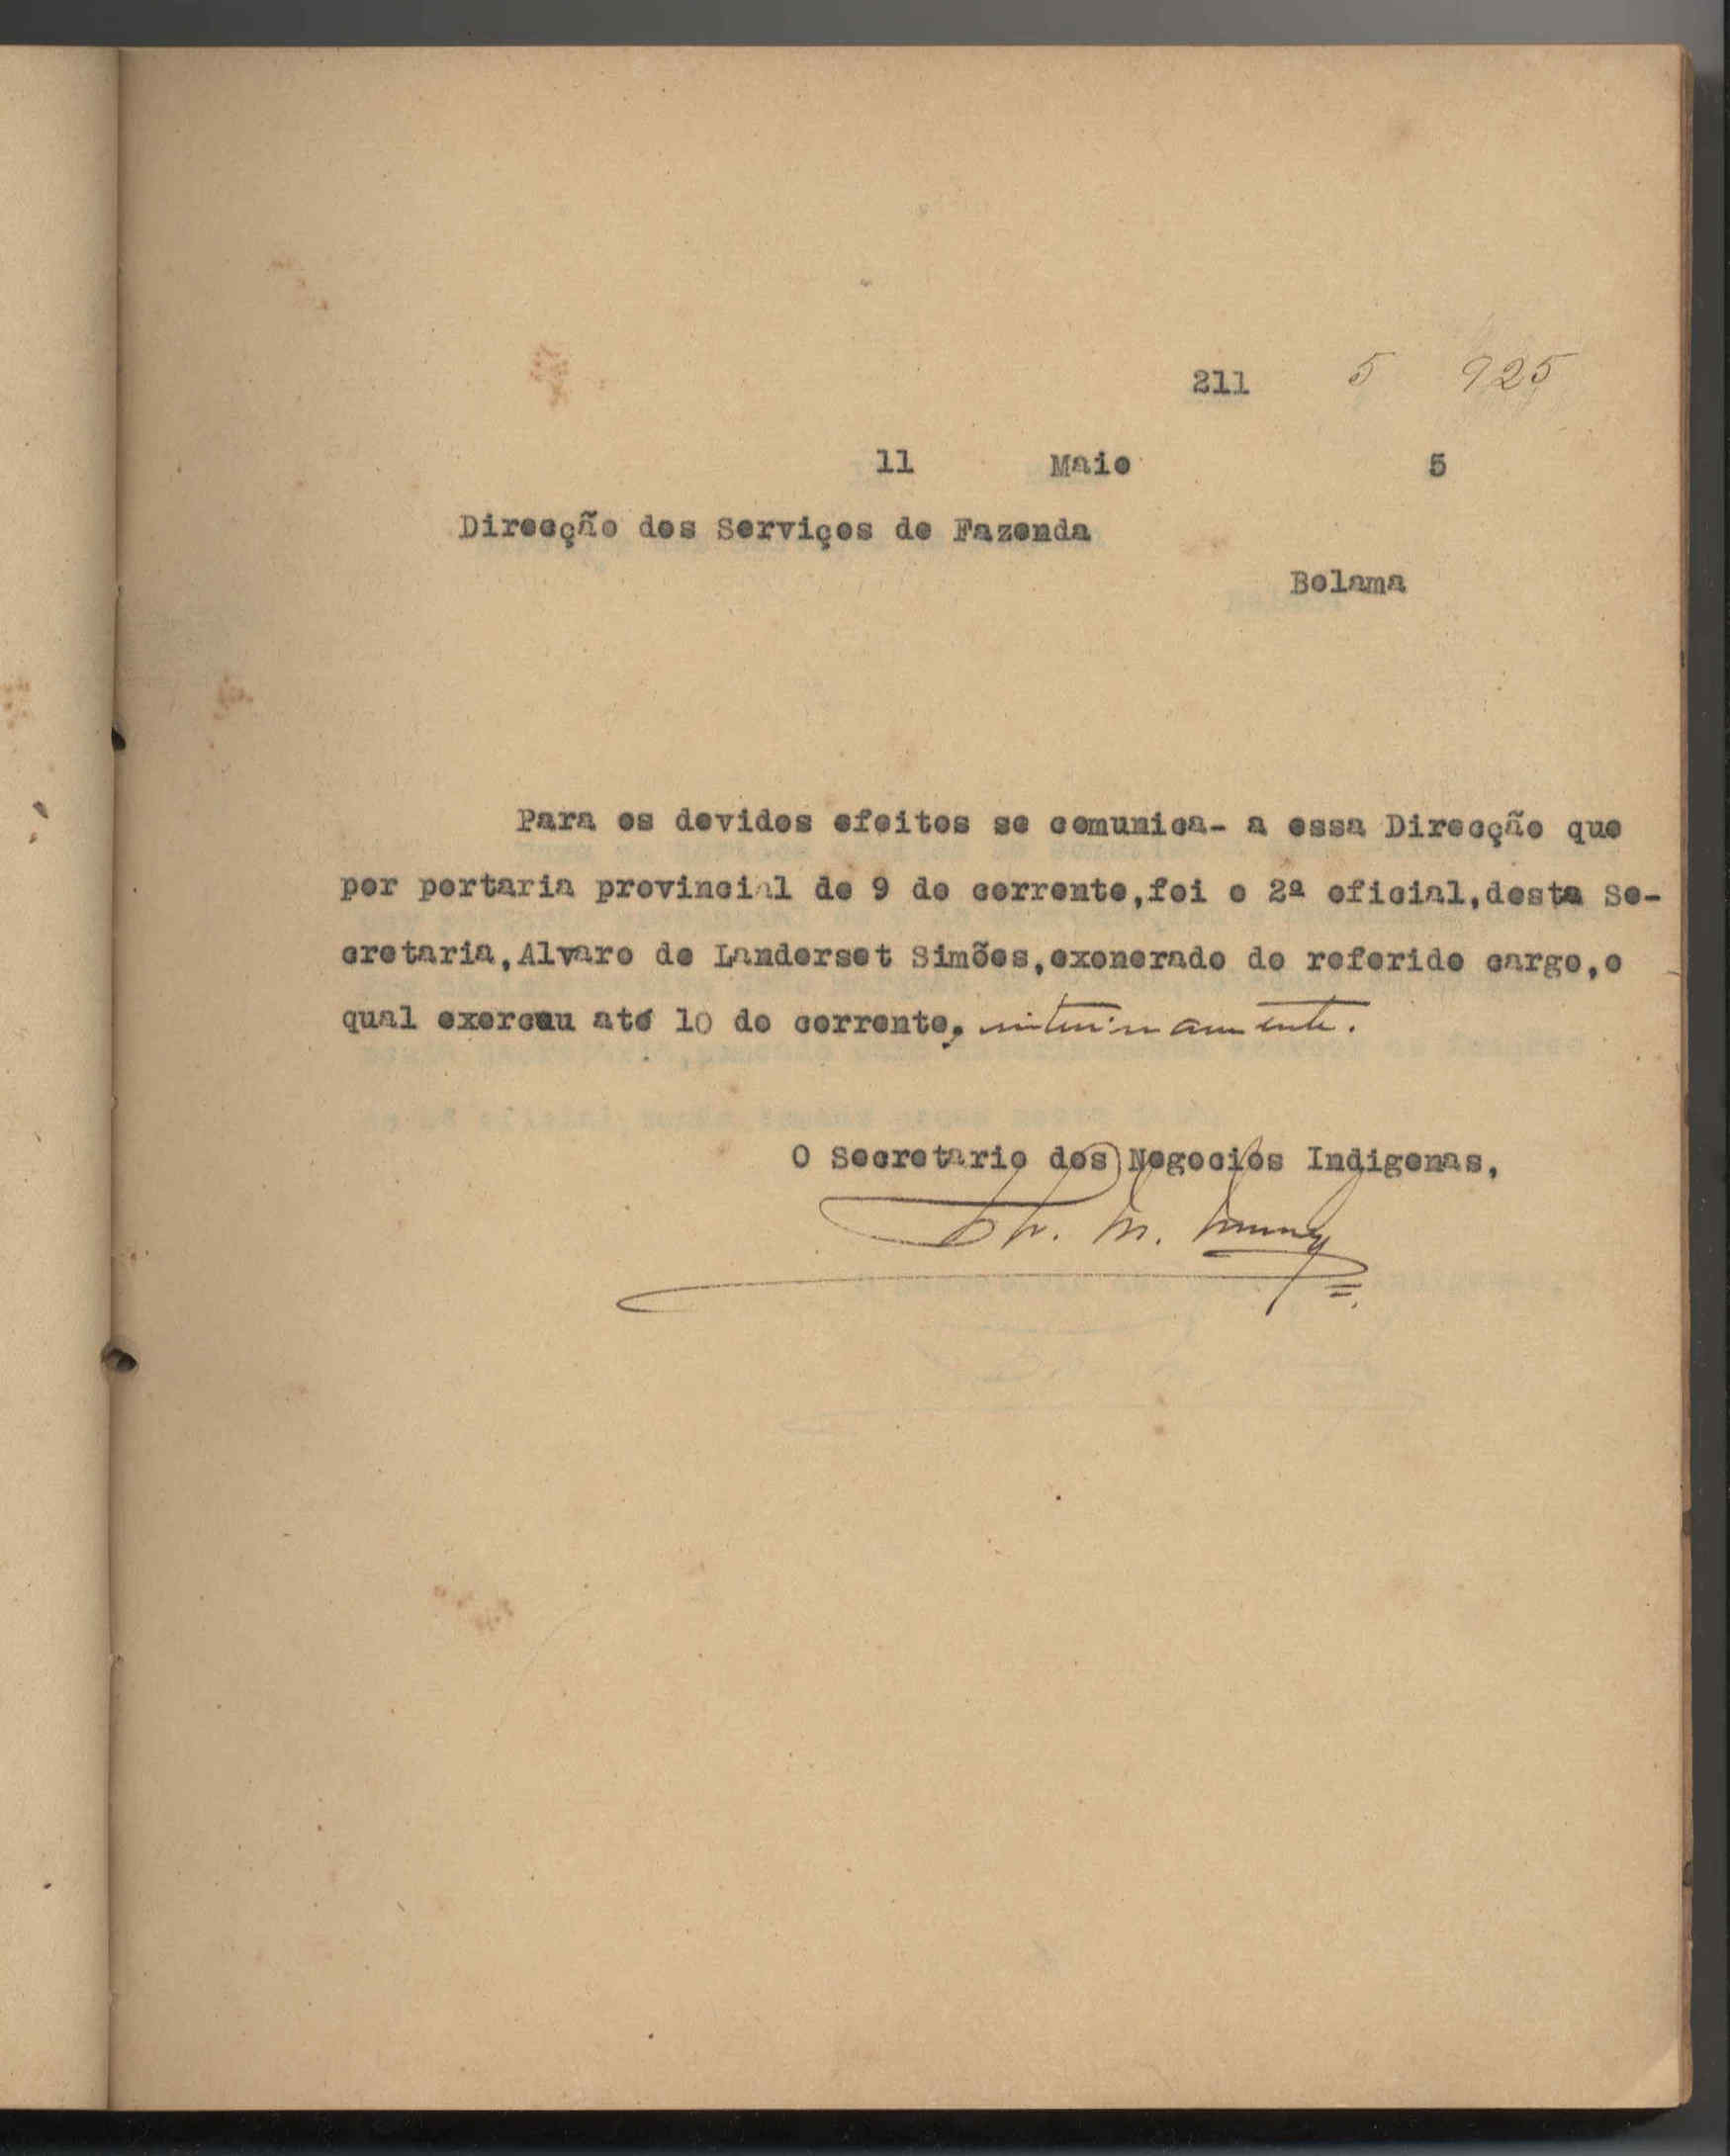 211 5 925
11 Maio 5
Direcção dos Serviços de Fazenda
Bolama
Para os devidos efeitos se comunica- a essa Direcção que
por portaria provincial de 9 do corrente,foi o 2ª oficial,desta Se-
cretaria,Alvaro de Landerset Simões,exonerado do referido cargo,o
qual exerceu até 10 do corrente, interinamente.
O Secretario dos Negocios Indigenas,